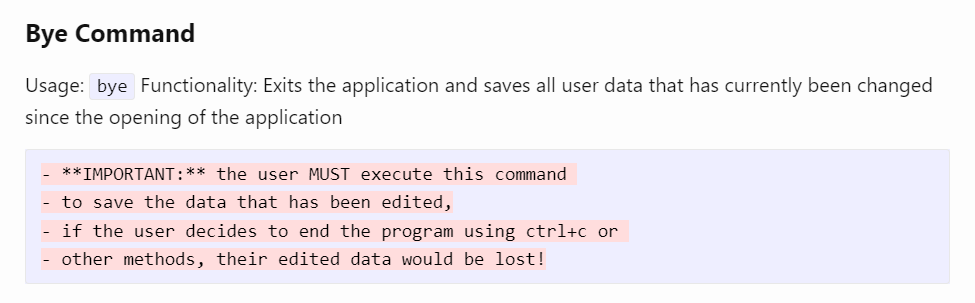 Bye Command
Usage: bye Functionality: Exits the application and saves all user data that has currently been changed
since the opening of the application
- **IMPORTANT:** the user MUST execute this command
- to save the data that has been edited,
- if the user decides to end the program using ctrl+c or
- other methods, their edited data would be lost!